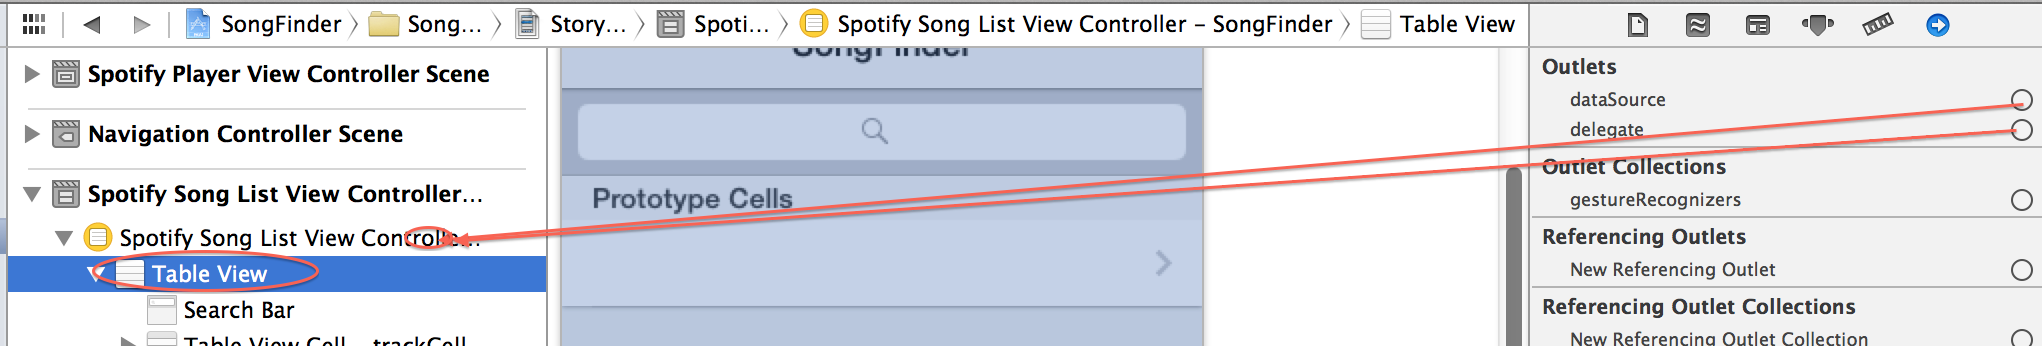 SongFinder
Song...
Story...
Spoti...
Spotify Song List View Controller – SongFinder
Table View
Spotify Player View Controller Scene
Navigation Controller Scene
Spotify Song List View Controller...
Spotify Song List View Controlle...
Table View
Search Bar
Table View Cell – trackCell
SongFinder
Prototype Cells
Outlets
dataSource
delegate
Outlet Collections
gestureRecognizers
Referencing Outlets
New Referencing Outlet
Referencing Outlet Collections
New Referencing Outlet Collection